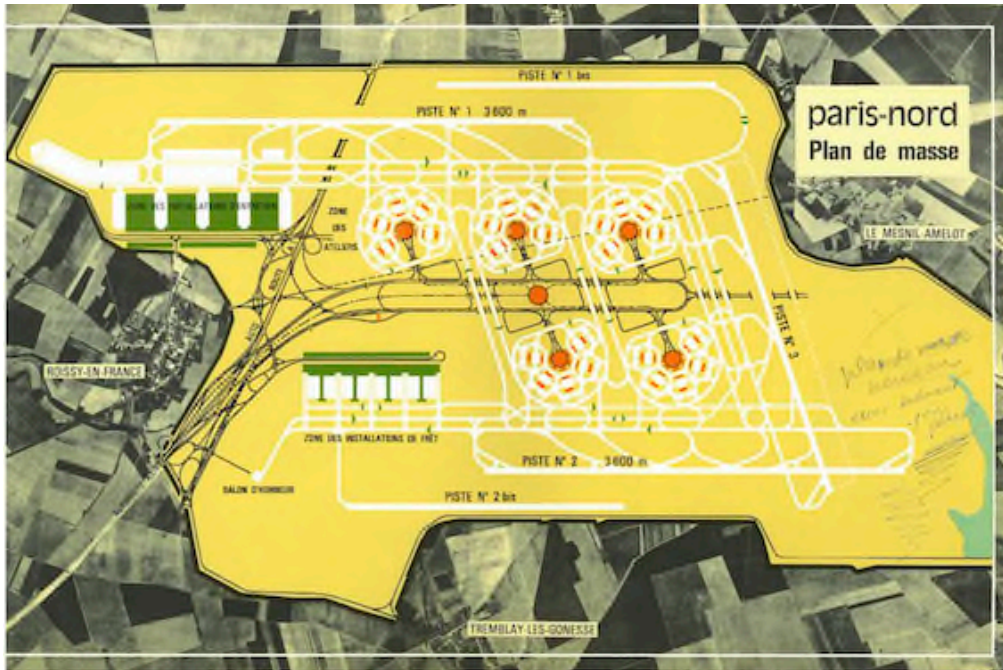 PISTE N° 1 bis
PISTE N° 1 3600 m
paris-nord
Plan de masse
ZONE DES INSTALLATIONS D'ENTRETIEN
ZONE
DES
ATELIERS
LE MESNIL-AMELOT
ROISSY-EN-FRANCE
PISTE N° 3
ZONE DES INSTALLATIONS DE FRÊT
PISTE N° 2 3600 m
SALON D'HONNEUR
PISTE N° 2 bis
TREMBLAY-LES-GONESSE